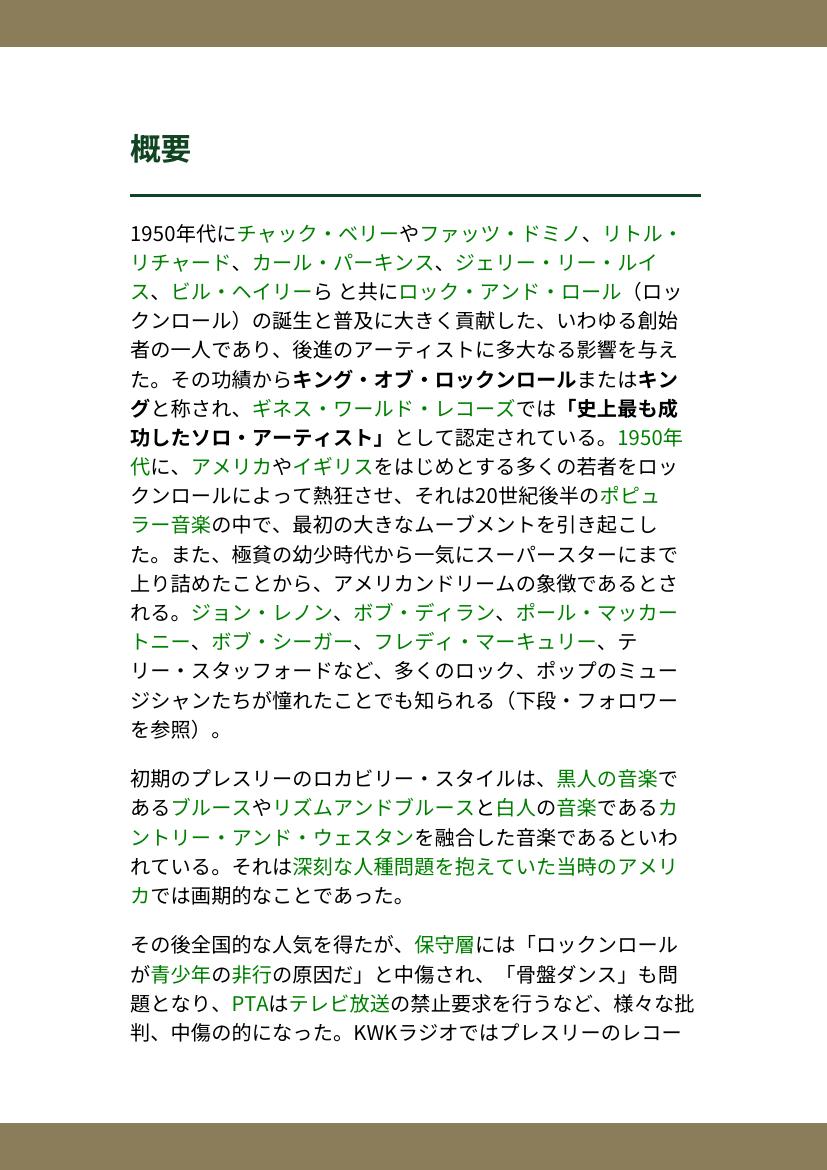 概要
1950年代にチャック・ベリーやファッツ・ドミノ、リトル・
リチャード、カール・パーキンス、ジェリー・リー・ルイ
ス、ビル・ヘイリーら と共にロック・アンド・ロール（ロッ
クンロール）の誕生と普及に大きく貢献した、いわゆる創始
者の一人であり、後進のアーティストに多大なる影響を与え
た。その功績からキング・オブ・ロックンロールまたはキン
グと称され、ギネス・ワールド・レコーズでは「史上最も成
功したソロ・アーティスト」として認定されている。1950年
代に、アメリカやイギリスをはじめとする多くの若者をロッ
クンロールによって熱狂させ、それは20世紀後半のポピュ
ラー音楽の中で、最初の大きなムーブメントを引き起こし
た。また、極貧の幼少時代から一気にスーパースターにまで
上り詰めたことから、アメリカンドリームの象徴であるとさ
れる。ジョン・レノン、ボブ・ディラン、ポール・マッカー
トニー、ボブ・シーガー、フレディ・マーキュリー、テ
リー・スタッフォードなど、多くのロック、ポップのミュー
ジシャンたちが憧れたことでも知られる（下段・フォロワー
を参照）。
初期のプレスリーのロカビリー・スタイルは、黒人の音楽で
あるブルースやリズムアンドブルースと白人の音楽であるカ
ントリー・アンド・ウェスタンを融合した音楽であるといわ
れている。それは深刻な人種問題を抱えていた当時のアメリ
カでは画期的なことであった。
その後全国的な人気を得たが、保守層には「ロックンロール
が青少年の非行の原因だ」と中傷され、「骨盤ダンス」も問
題となり、PTAはテレビ放送の禁止要求を行うなど、様々な批
判、中傷の的になった。KWKラジオではプレスリーのレコー